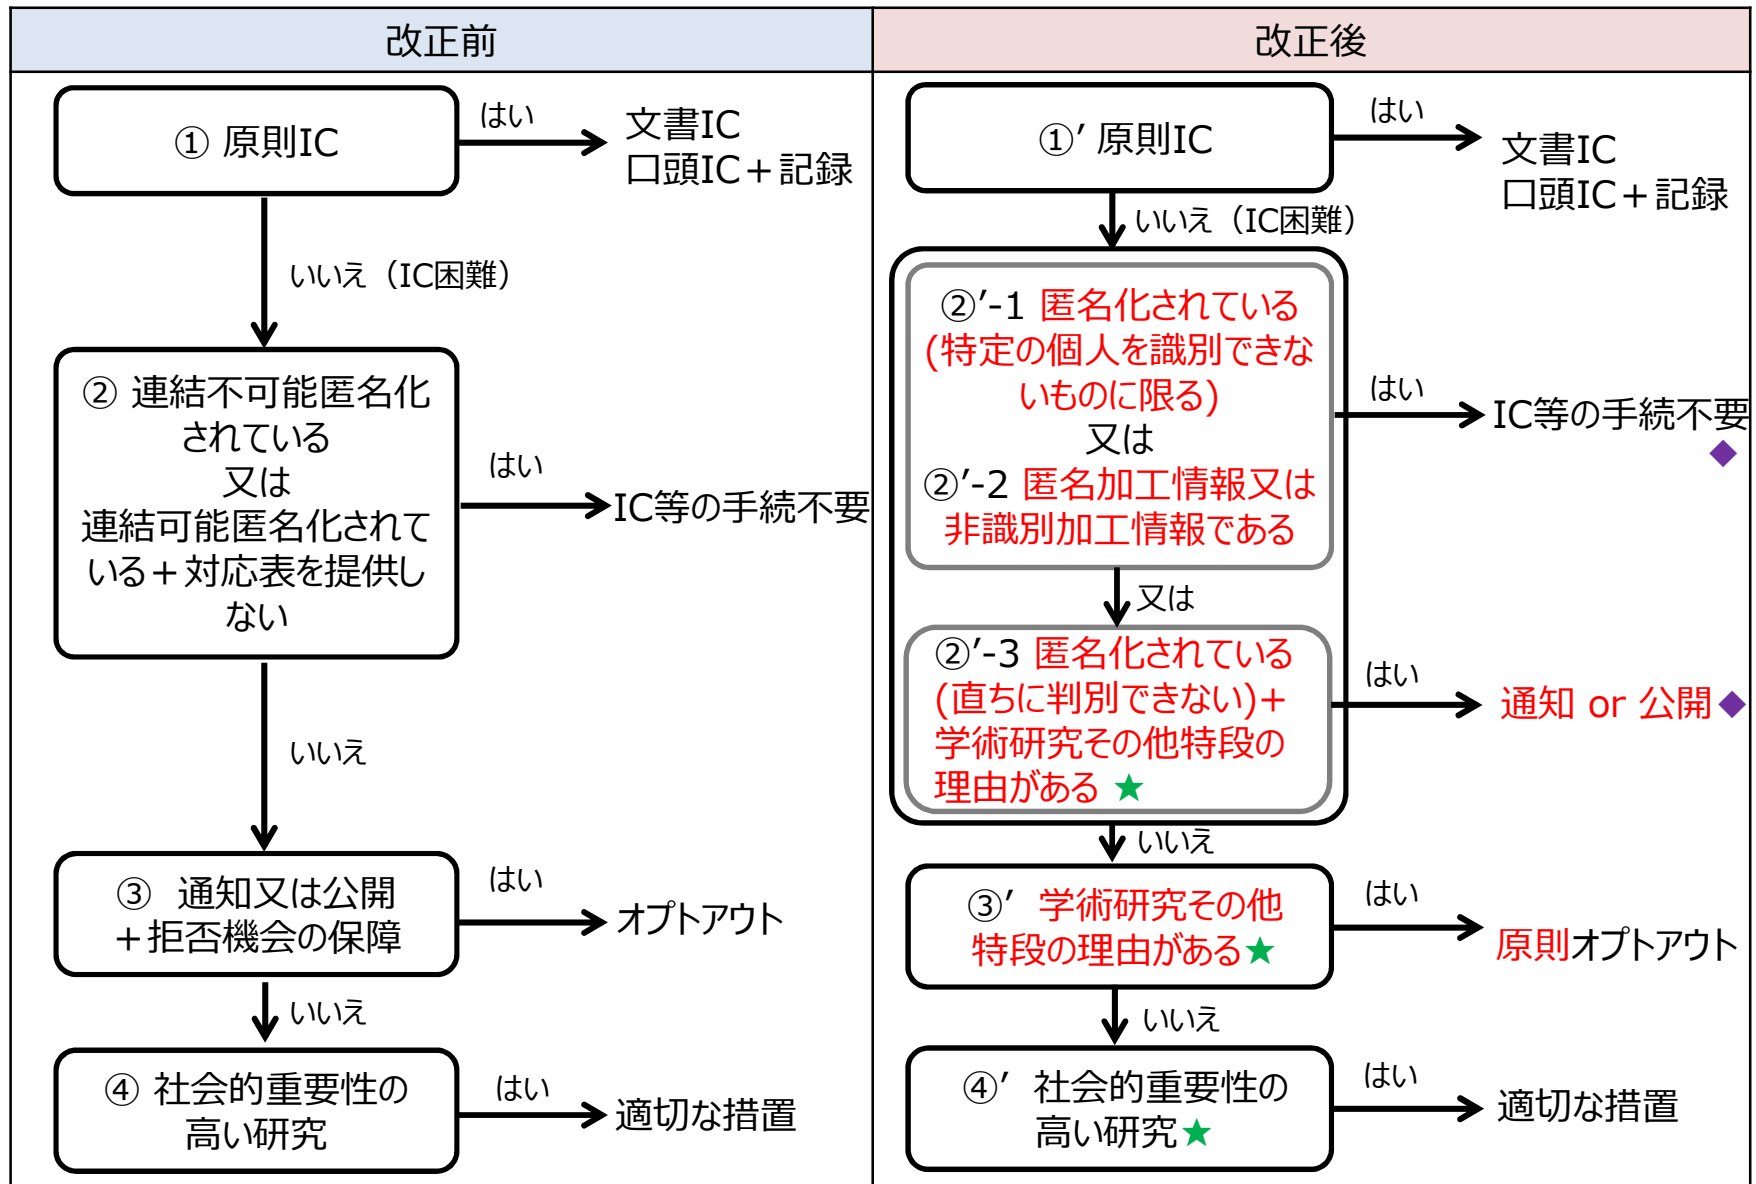 改正前
① 原則IC
はい
文書IC
口頭IC＋記録
いいえ（IC困難）
② 連結不可能匿名化
されている
又は
連結可能匿名化されて
いる＋対応表を提供し
ない
はい
IC等の手続不要
いいえ
③ 通知又は公開
＋拒否機会の保障
はい
オプトアウト
いいえ
④ 社会的重要性の
高い研究
はい
適切な措置
改正後
①′ 原則IC
はい
文書IC
口頭IC＋記録
いいえ（IC困難）
②′-1 匿名化されている
(特定の個人を識別できな
いものに限る)
又は
②′-2 匿名加工情報又は
非識別加工情報である
はい
IC等の手続不要
◆
又は
②′-3 匿名化されている
(直ちに判別できない)＋
学術研究その他特段の
理由がある ★
はい
通知 or 公開◆
いいえ
③′ 学術研究その他
特段の理由がある★
はい
原則オプトアウト
いいえ
④′ 社会的重要性の
高い研究★
はい
適切な措置